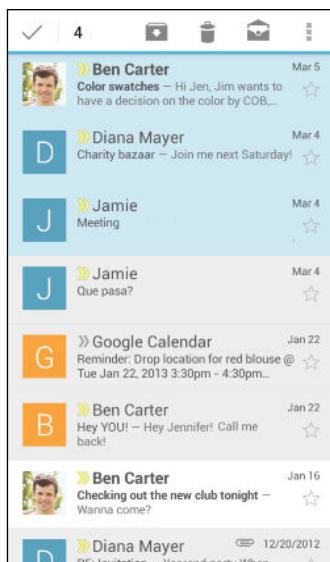 4
Ben Carter Mar 5
Color swatches – Hi Jen, Jim wants to
have a decision on the color by COB,...
D
Diana Mayer Mar 4
Charity bazaar – Join me next Saturday!
J
Jamie Mar 4
Meeting
J
Jamie Mar 4
Que pasa?
G
Google Calendar Jan 22
Reminder: Drop location for red blouse @
Tue Jan 22, 2013 3:30pm - 4:30pm...
B
Ben Carter Jan 22
Hey YOU! – Hey Jennifer! Call me
back!
Ben Carter Jan 16
Checking out the new club tonight –
Wanna come?
D
Diana Mayer 12/20/2012